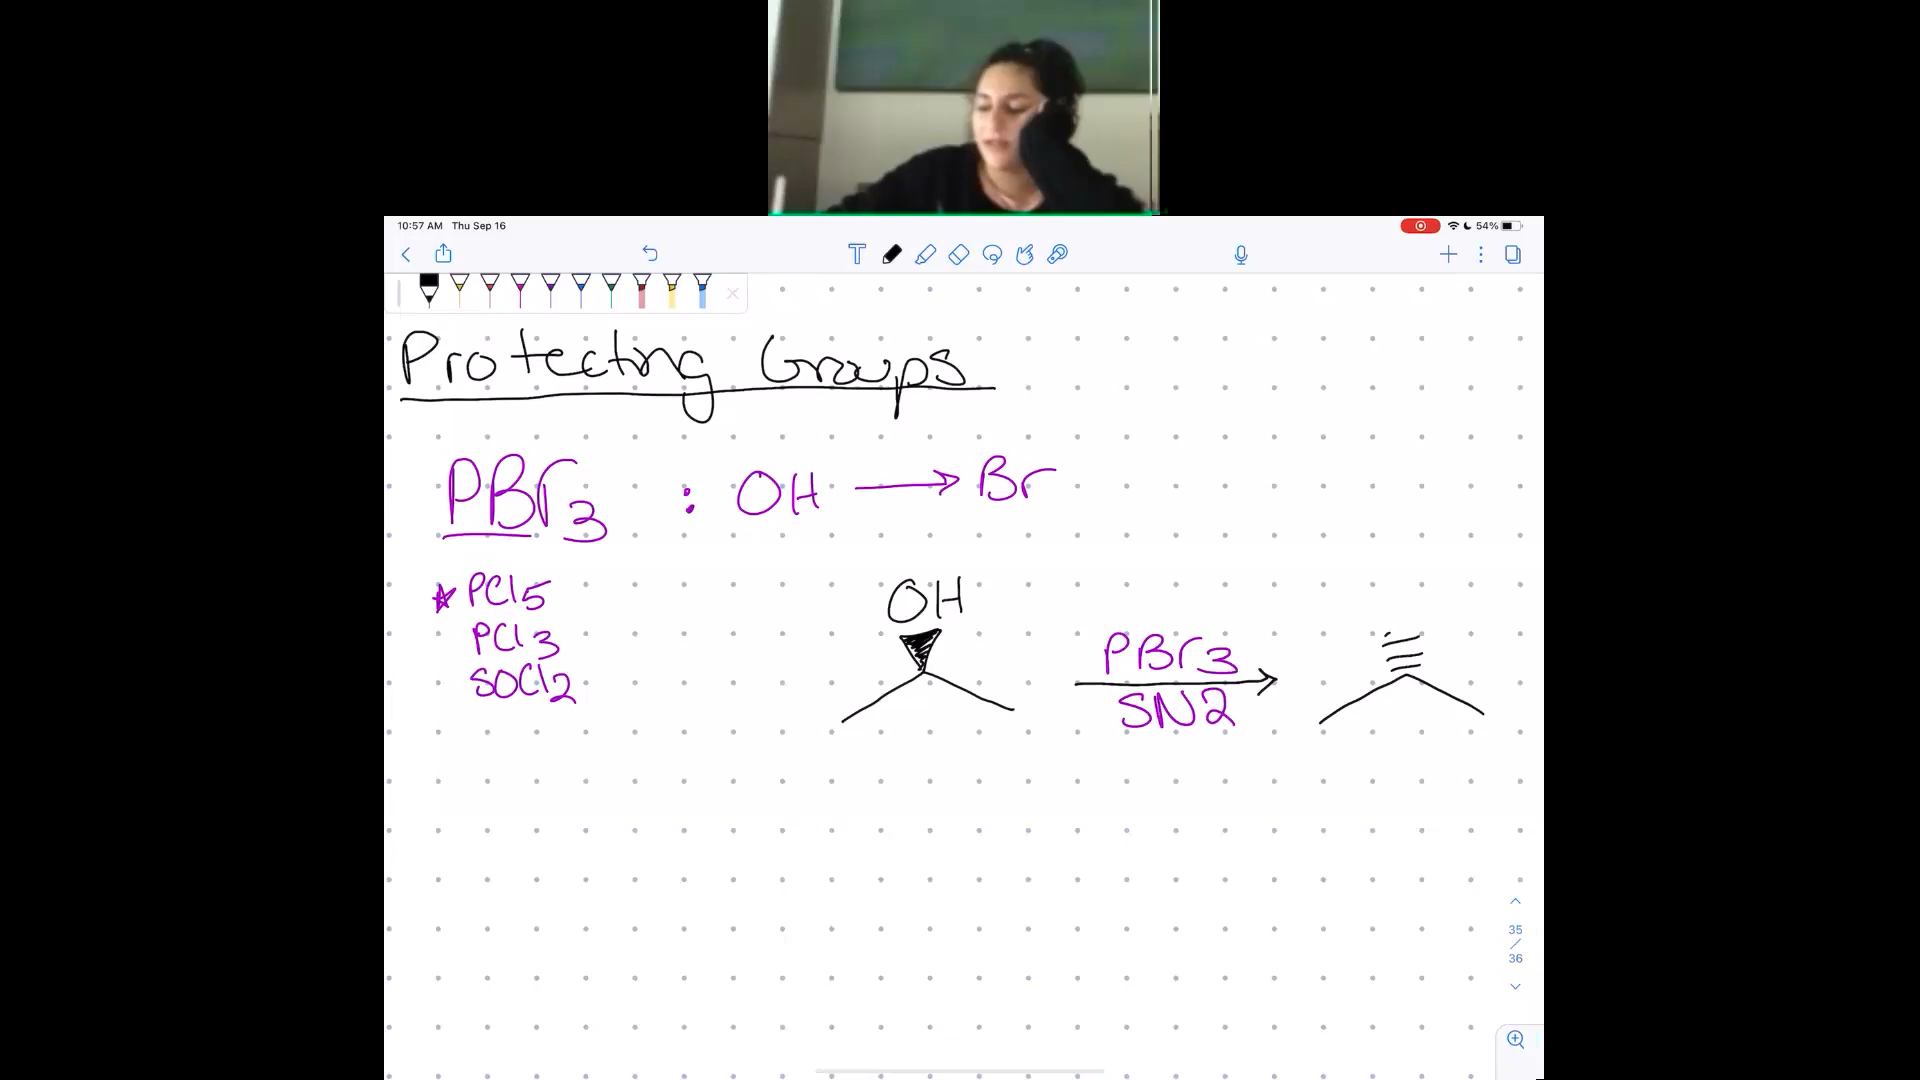 10:57 AM Thu Sep 16
54%
T
Protecting Groups
PBr3 : OH → Br
★ PCl5
PCl3
SOCl2
OH
PBr3
SN2
35
/
36